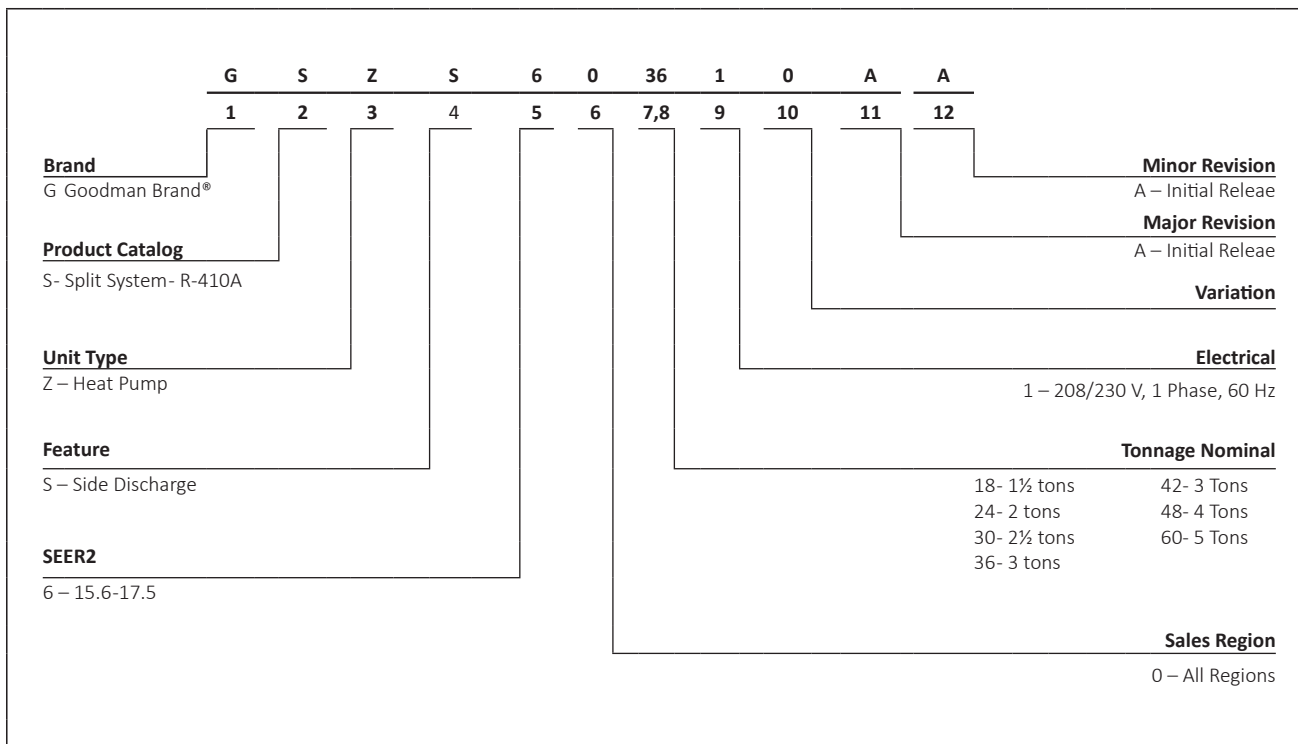 G S Z S 6 0 36 1 0 A A
1 2 3 4 5 6 7,8 9 10 11 12
Brand
G Goodman Brand®
Product Catalog
S- Split System- R-410A
Unit Type
Z – Heat Pump
Feature
S – Side Discharge
SEER2
6 – 15.6-17.5
Minor Revision
A – Initial Releae
Major Revision
A – Initial Releae
Variation
Electrical
1 – 208/230 V, 1 Phase, 60 Hz
Tonnage Nominal
18- 1½ tons 42- 3 Tons
24- 2 tons 48- 4 Tons
30- 2½ tons 60- 5 Tons
36- 3 tons
Sales Region
0 – All Regions